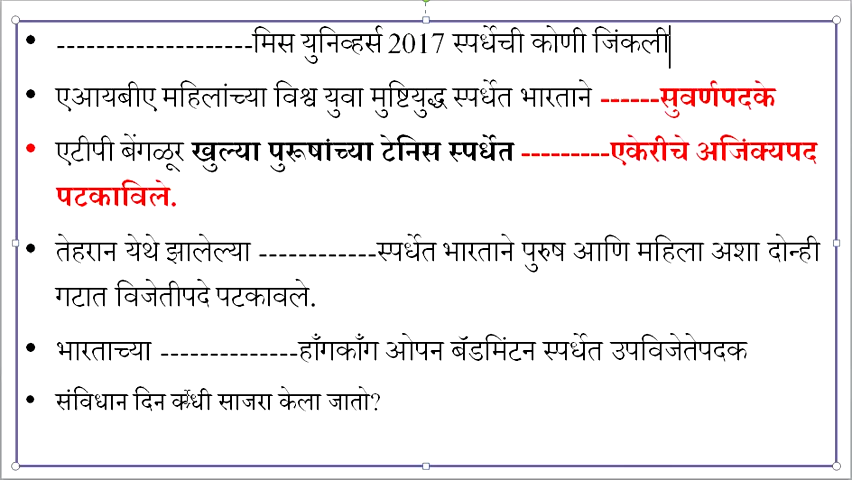 --------------------मिस युनिव्हर्स 2017 स्पर्धेची कोणी जिंकली
एआयबीए महिलांच्या विश्व युवा मुष्टियुद्ध स्पर्धेत भारताने ------सुवर्णपदके
एटीपी बेंगळूर खुल्या पुरूषांच्या टेनिस स्पर्धेत ---------एकेरीचे अजिंक्यपद
पटकाविले.
तेहरान येथे झालेल्या ------------स्पर्धेत भारताने पुरुष आणि महिला अशा दोन्ही
गटात विजेतीपदे पटकावले.
भारताच्या --------------हाँगकाँग ओपन बॅडमिंटन स्पर्धेत उपविजेतेपदक
संविधान दिन कधी साजरा केला जातो?